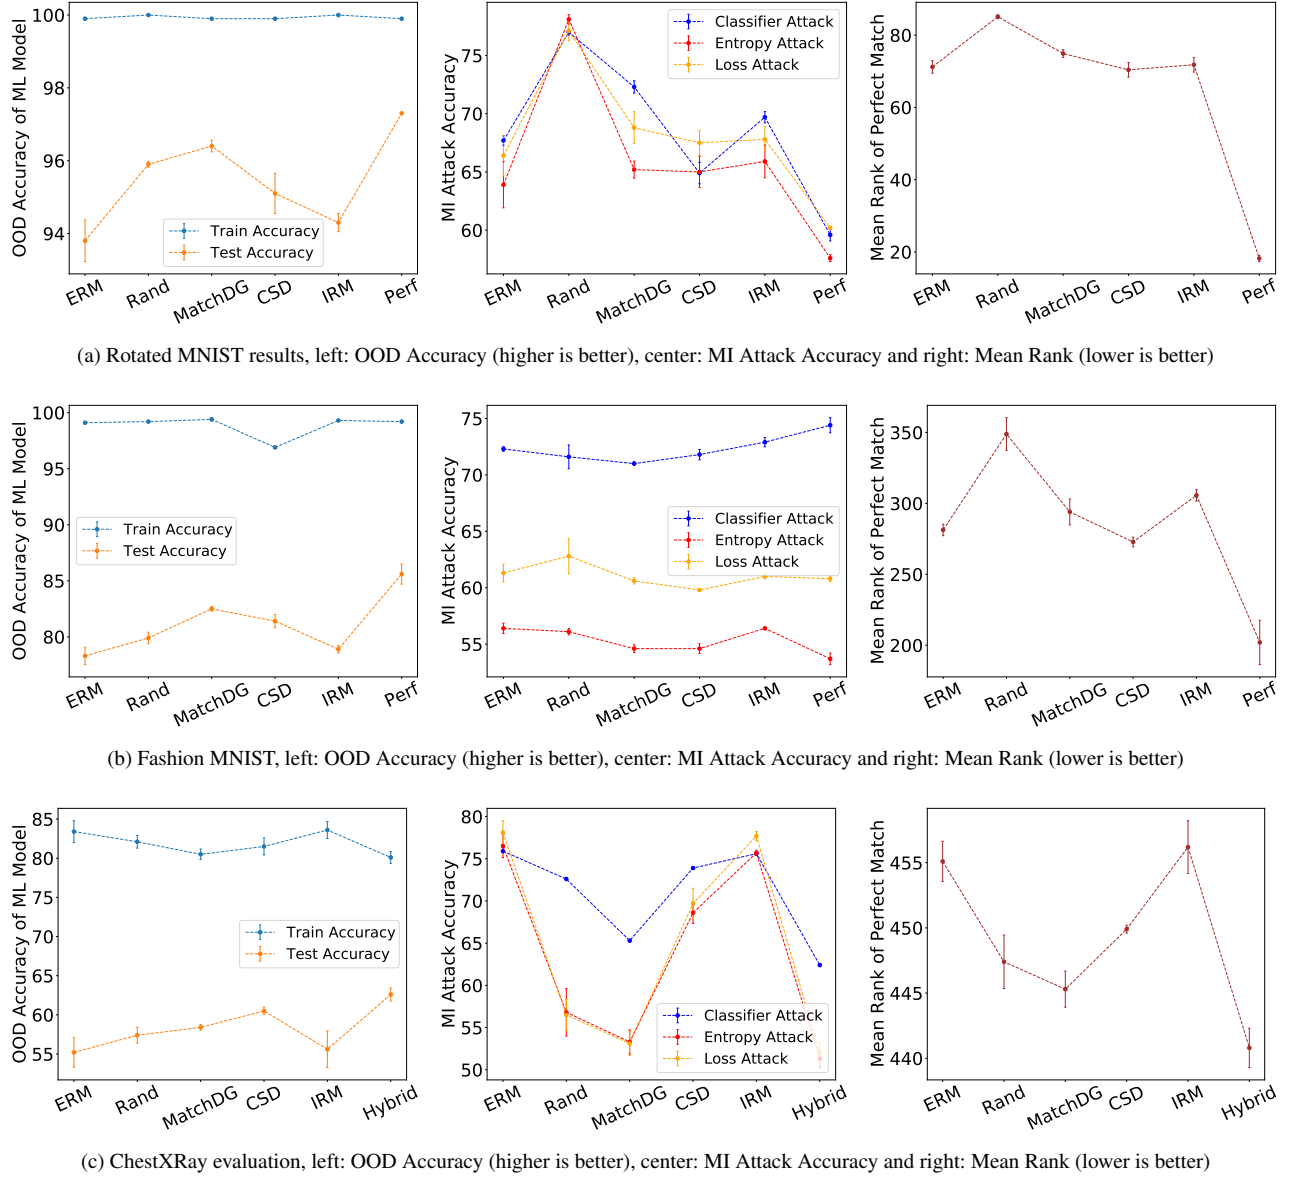 OOD Accuracy of ML Model
100
98
96
94
Train Accuracy
Test Accuracy
ERM Rand MatchDG CSD IRM Perf
MI Attack Accuracy
75
70
65
60
Classifier Attack
Entropy Attack
Loss Attack
ERM Rand MatchDG CSD IRM Perf
Mean Rank of Perfect Match
80
60
40
20
ERM Rand MatchDG CSD IRM Perf
(a) Rotated MNIST results, left: OOD Accuracy (higher is better), center: MI Attack Accuracy and right: Mean Rank (lower is better)
OOD Accuracy of ML Model
100
95
90
85
80
Train Accuracy
Test Accuracy
ERM Rand MatchDG CSD IRM Perf
MI Attack Accuracy
75
70
65
60
55
Classifier Attack
Entropy Attack
Loss Attack
ERM Rand MatchDG CSD IRM Perf
Mean Rank of Perfect Match
350
300
250
200
ERM Rand MatchDG CSD IRM Perf
(b) Fashion MNIST, left: OOD Accuracy (higher is better), center: MI Attack Accuracy and right: Mean Rank (lower is better)
OOD Accuracy of ML Model
85
80
75
70
65
60
55
Train Accuracy
Test Accuracy
ERM Rand MatchDG CSD IRM Hybrid
MI Attack Accuracy
80
75
70
65
60
55
50
Classifier Attack
Entropy Attack
Loss Attack
ERM Rand MatchDG CSD IRM Hybrid
Mean Rank of Perfect Match
455
450
445
440
ERM Rand MatchDG CSD IRM Hybrid
(c) ChestXRay evaluation, left: OOD Accuracy (higher is better), center: MI Attack Accuracy and right: Mean Rank (lower is better)